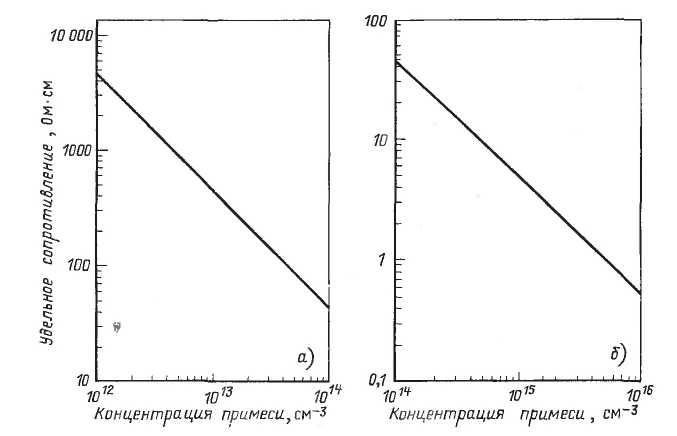 Удельное сопротивление, Ом·см
10 000
1000
100
10
10¹²
10¹³
10¹⁴
а)
Концентрация примеси, см⁻³
100
10
1
0,1
10¹⁴
10¹⁵
10¹⁶
б)
Концентрация примеси, см⁻³